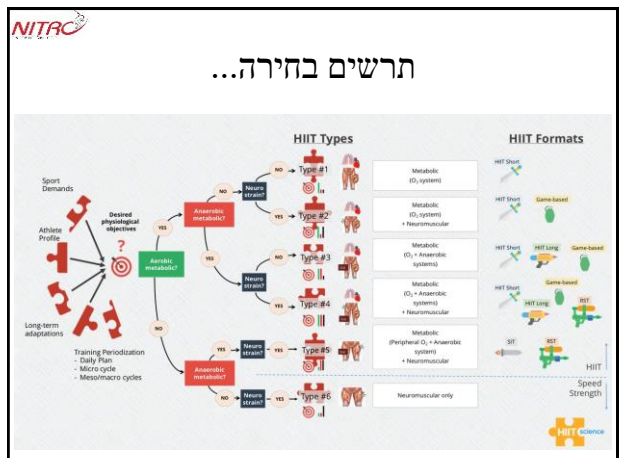 NITRO
תרשים בחירה...
HIIT Types
HIIT Formats
Sport
Demands
Athlete
Profile
Long-term
adaptations
Training Periodization
- Daily Plan
- Micro cycle
- Meso/macro cycles
Desired
physiological
objectives
?
Aerobic
metabolic?
YES
NO
Anaerobic
metabolic?
NO
YES
Neuro
strain?
NO
YES
Neuro
strain?
NO
YES
Anaerobic
metabolic?
YES
NO
Neuro
strain?
YES
Neuro
strain?
YES
Type #1
Metabolic
(O₂ system)
HIIT Short
Type #2
Metabolic
(O₂ system)
+ Neuromuscular
HIIT Short
Game-based
Type #3
Metabolic
(O₂ + Anaerobic
systems)
HIIT Short
HIIT Long
Game-based
Type #4
Metabolic
(O₂ + Anaerobic
systems)
+ Neuromuscular
HIIT Short
Game-based
HIIT Long
RST
Type #5
Metabolic
(Peripheral O₂ + Anaerobic
system)
+ Neuromuscular
SIT
RST
HIIT
Speed
Strength
Type #6
Neuromuscular only
HIIT science